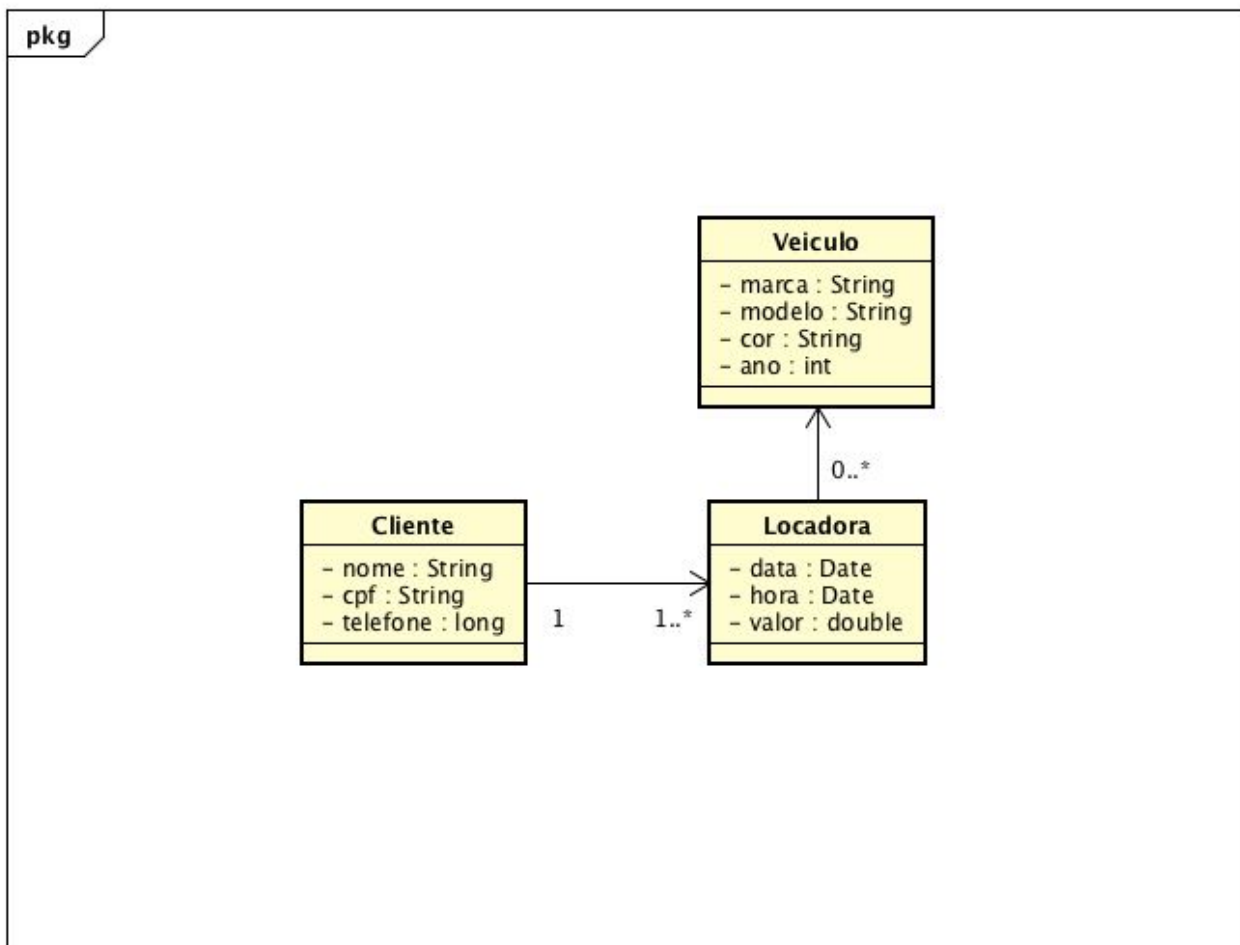 pkg
Veiculo
- marca : String
- modelo : String
- cor : String
- ano : int
0..*
Cliente
- nome : String
- cpf : String
- telefone : long
1
1..*
Locadora
- data : Date
- hora : Date
- valor : double